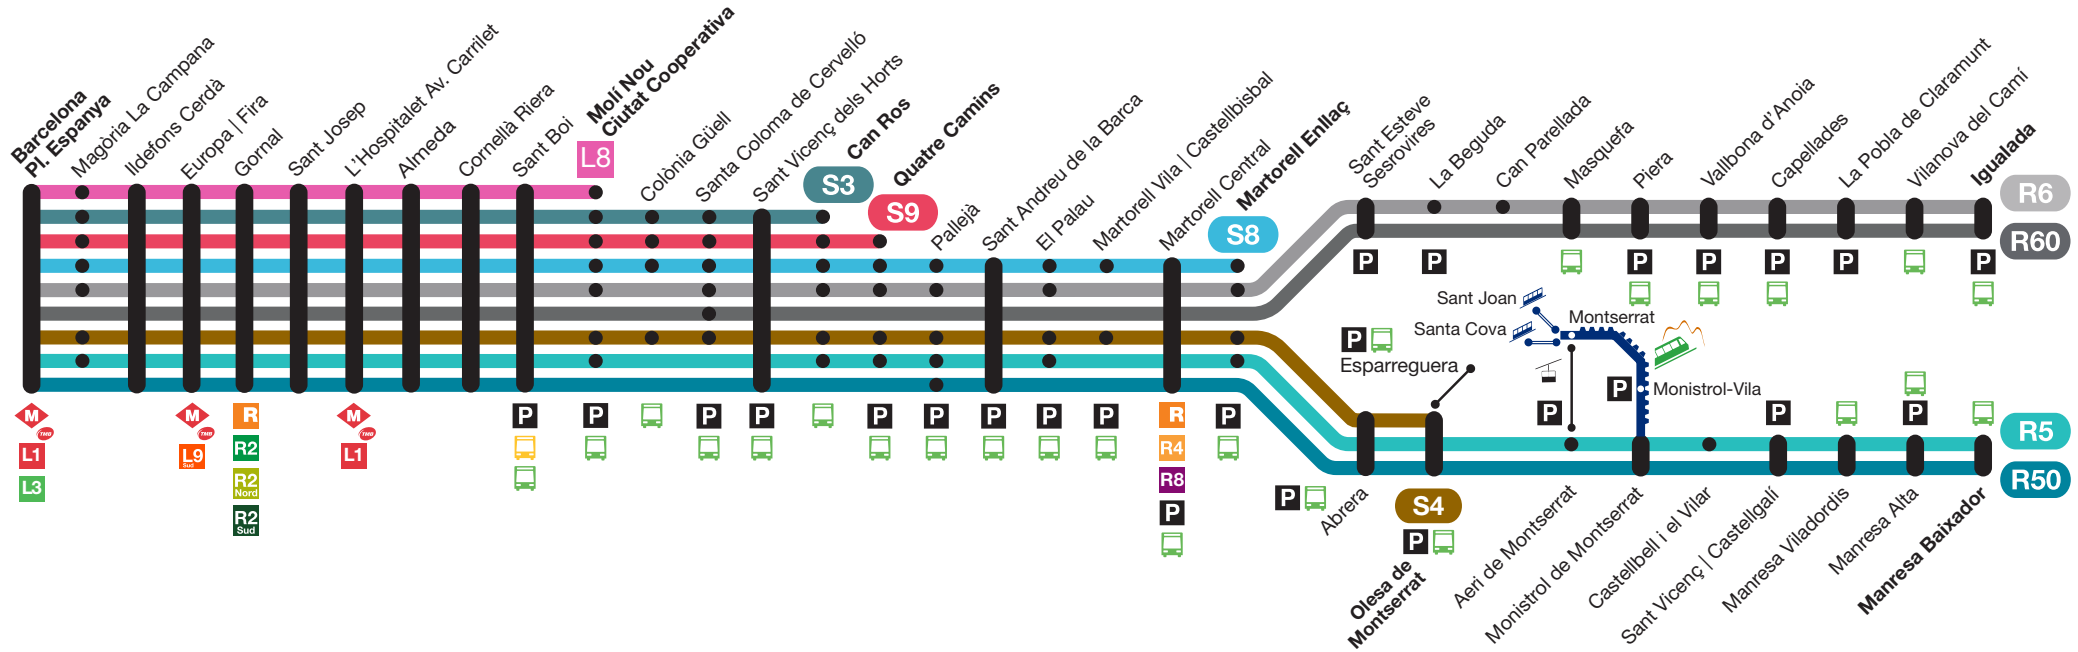 Barcelona
Pl. Espanya
Magòria La Campana
Ildefons Cerdà
Europa | Fira
Gornal
Sant Josep
L'Hospitalet Av. Carrilet
Almeda
Cornellà Riera
Sant Boi
Molí Nou
Ciutat Cooperativa
L8
Colònia Güell
Santa Coloma de Cervelló
Sant Vicenç dels Horts
Can Ros
S3
Quatre Camins
S9
Pallejà
Sant Andreu de la Barca
El Palau
Martorell Vila | Castellbisbal
Martorell Central
Martorell Enllaç
S8
Sant Esteve
Sesrovires
La Beguda
Can Parellada
Masquefa
Piera
Vallbona d'Anoia
Capellades
La Pobla de Claramunt
Vilanova del Camí
Igualada
R6
R60
P
P
P
P
P
P
P
Sant Joan
Montserrat
Santa Cova
P
Esparreguera
P
Monistrol-Vila
P
P
P
R5
R50
M
TMB
L1
L3
M
TMB
L9
Sud
R
R2
R2
Nord
R2
Sud
M
TMB
L1
P
P
P
P
P
P
P
P
P
R
R4
R8
P
P
P
Abrera
S4
P
Olesa de
Montserrat
Aeri de Montserrat
Monistrol de Montserrat
Castellbell i el Vilar
Sant Vicenç | Castellgalí
Manresa Viladordis
Manresa Alta
Manresa Baixador